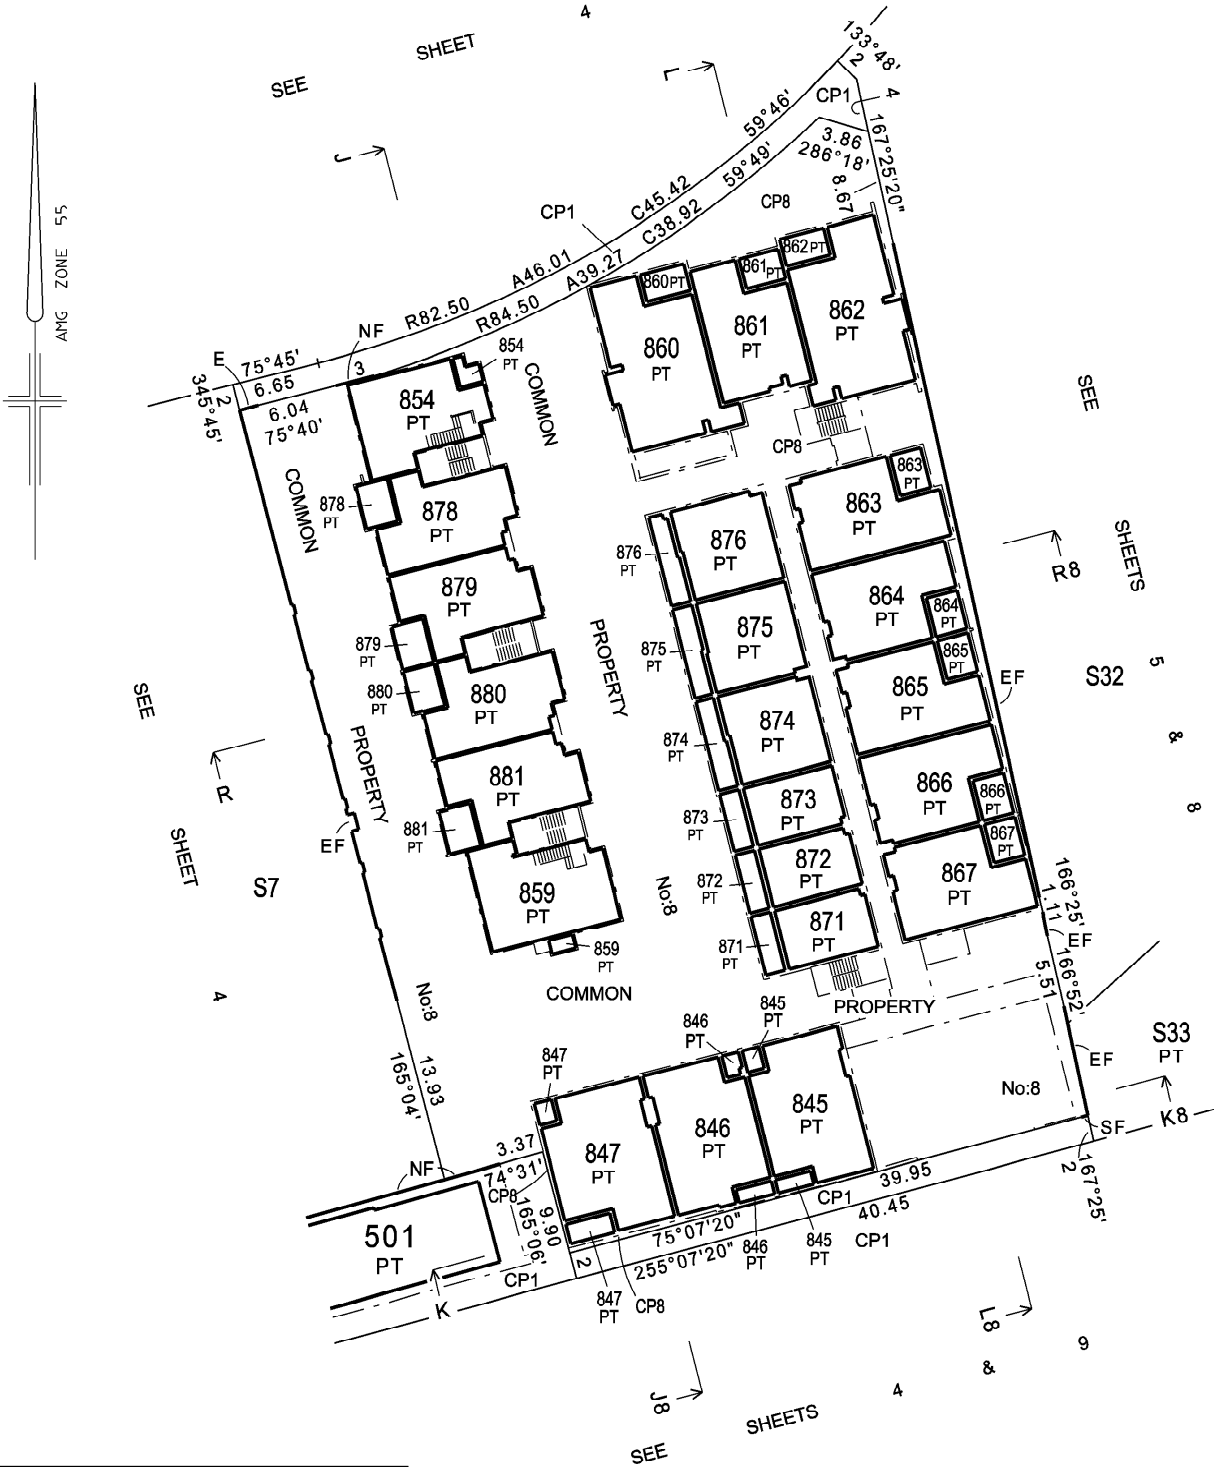 4
SHEET
SEE
133°48'
2
CP1
4
L
59°46'
167°25'20"
3.86
286°18'
59°49'
8.67
J
C45.42
C38.92
CP8
CP1
A46.01
A39.27
R82.50
R84.50
AMG ZONE 55
862PT
861PT
860PT
862
PT
861
PT
860
PT
NF
E
75°45'
3
854
PT
6.65
2
345°45'
6.04
75°40'
854
PT
COMMON
SEE
CP8
863
PT
COMMON
878
PT
878
PT
863
PT
876
PT
876
PT
R8
SHEETS
879
PT
864
PT
864
PT
PROPERTY
875
PT
875
PT
879
PT
865
PT
5
880
PT
880
PT
865
PT
EF
S32
SEE
874
PT
874
PT
&
PROPERTY
R
881
PT
866
PT
866
PT
8
873
PT
873
PT
881
PT
EF
867
PT
SHEET
872
PT
872
PT
867
PT
S7
859
PT
No:8
166°25'
1.11
871
PT
871
PT
859
PT
EF
166°52
5.51
4
No:8
COMMON
PROPERTY
845
PT
846
PT
S33
PT
847
PT
EF
13.93
165°04'
No:8
K8
845
PT
846
PT
SF
847
PT
3.37
74°31'
NF
CP8
2
167°25'
39.95
CP1
40.45
CP1
9.90
165°06'
75°07'20"
255°07'20"
501
PT
846
PT
845
PT
2
CP1
847
PT
CP8
K
L8
9
&
4
J8
SHEETS
SEE